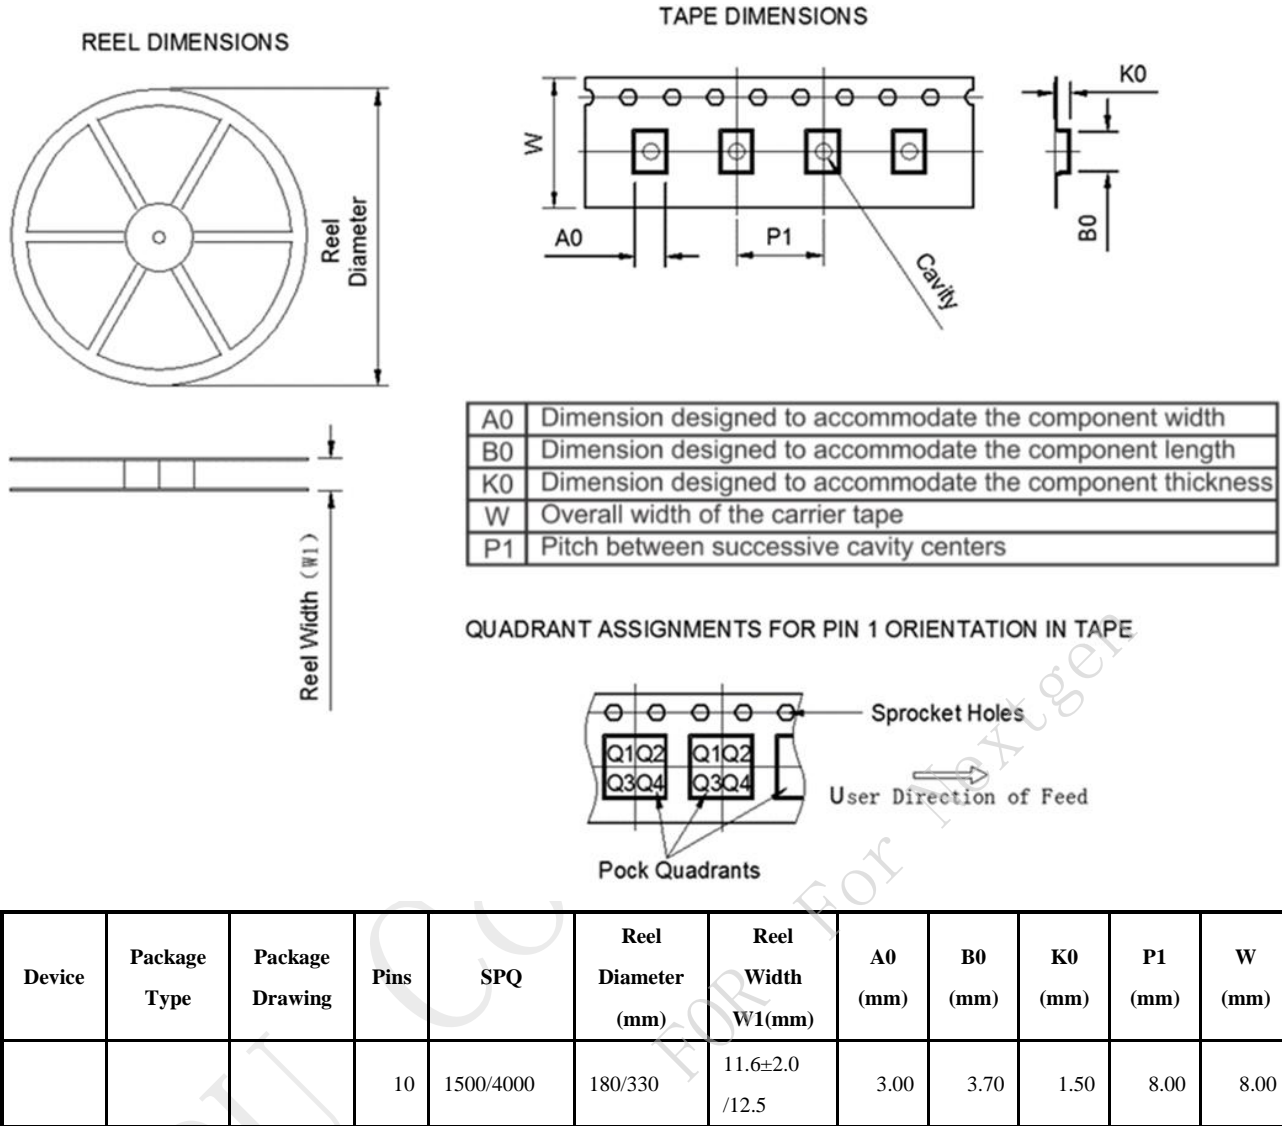 REEL DIMENSIONS
TAPE DIMENSIONS
Reel
Diameter
Reel Width (W1)
W
A0
P1
Cavity
K0
B0
A0 Dimension designed to accommodate the component width
B0 Dimension designed to accommodate the component length
K0 Dimension designed to accommodate the component thickness
W Overall width of the carrier tape
P1 Pitch between successive cavity centers
QUADRANT ASSIGNMENTS FOR PIN 1 ORIENTATION IN TAPE
Sprocket Holes
Q1 Q2 Q1 Q2
Q3 Q4 Q3 Q4
User Direction of Feed
Pock Quadrants
Device Package Type Package Drawing Pins SPQ Reel Diameter (mm) Reel Width W1(mm) A0 (mm) B0 (mm) K0 (mm) P1 (mm) W (mm)
10 1500/4000 180/330 11.6±2.0 /12.5 3.00 3.70 1.50 8.00 8.00
FOR For Nextgen